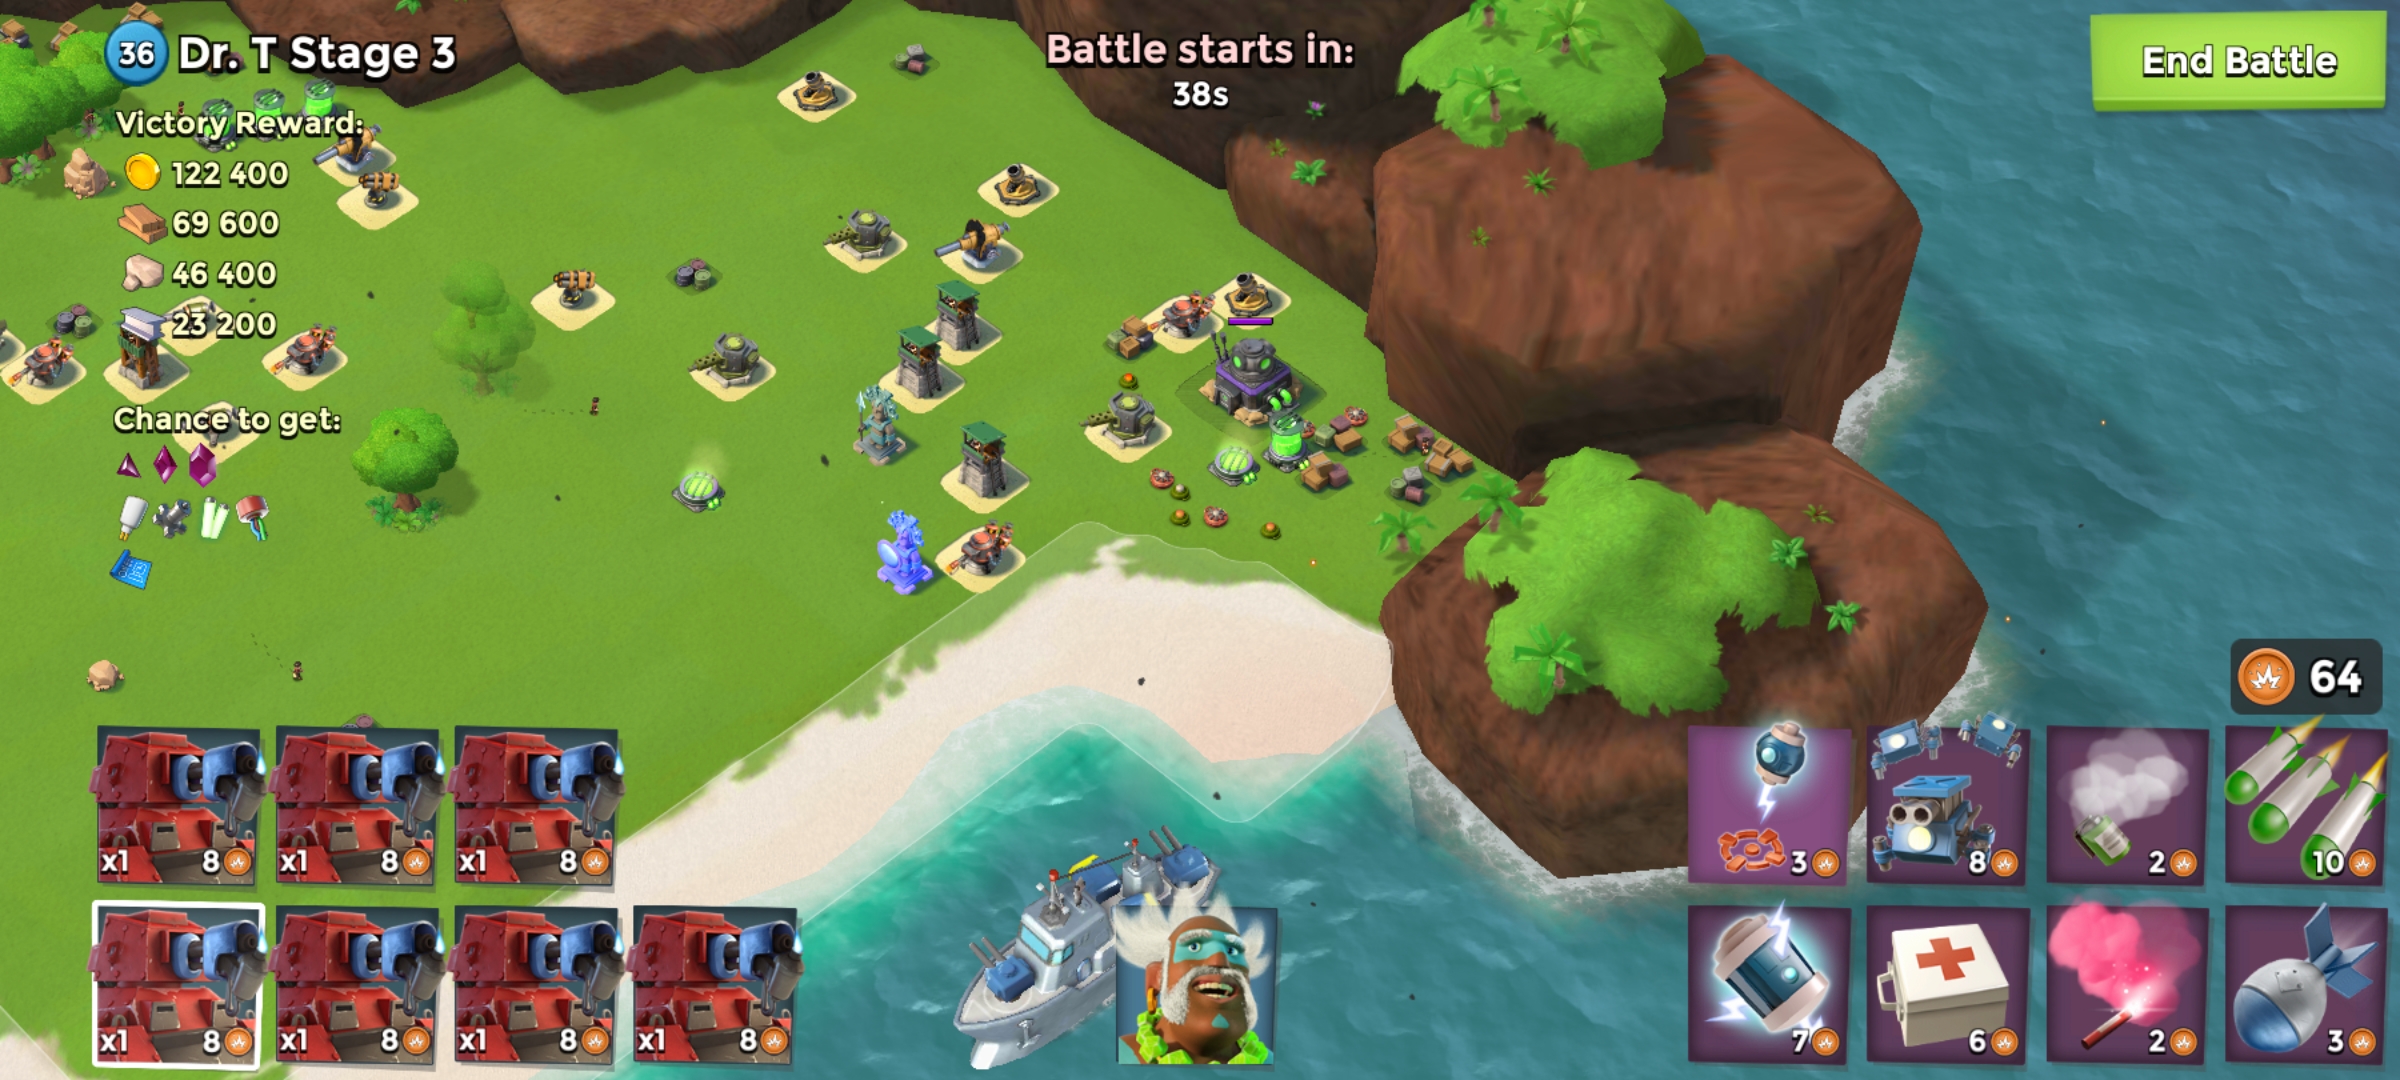 36 Dr. T Stage 3
Battle starts in:
38s
End Battle
Victory Reward:
122 400
69 600
46 400
23 200
Chance to get:
64
x1 8
x1 8
x1 8
3
8
2
10
x1 8
x1 8
x1 8
x1 8
7
6
2
3